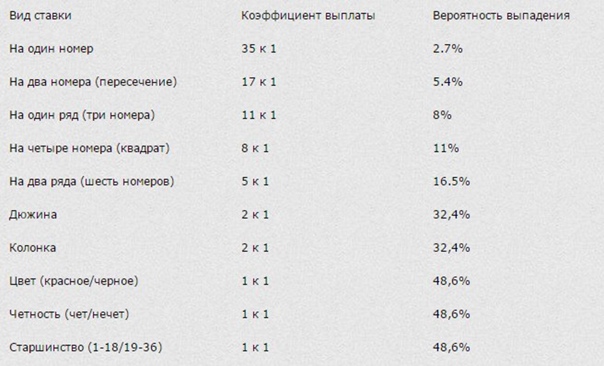 Вид ставки Коэффициент выплаты Вероятность выпадения
На один номер 35 к 1 2.7%
На два номера (пересечение) 17 к 1 5.4%
На один ряд (три номера) 11 к 1 8%
На четыре номера (квадрат) 8 к 1 11%
На два ряда (шесть номеров) 5 к 1 16.5%
Дюжина 2 к 1 32,4%
Колонка 2 к 1 32,4%
Цвет (красное/черное) 1 к 1 48,6%
Четность (чет/нечет) 1 к 1 48,6%
Старшинство (1-18/19-36) 1 к 1 48,6%